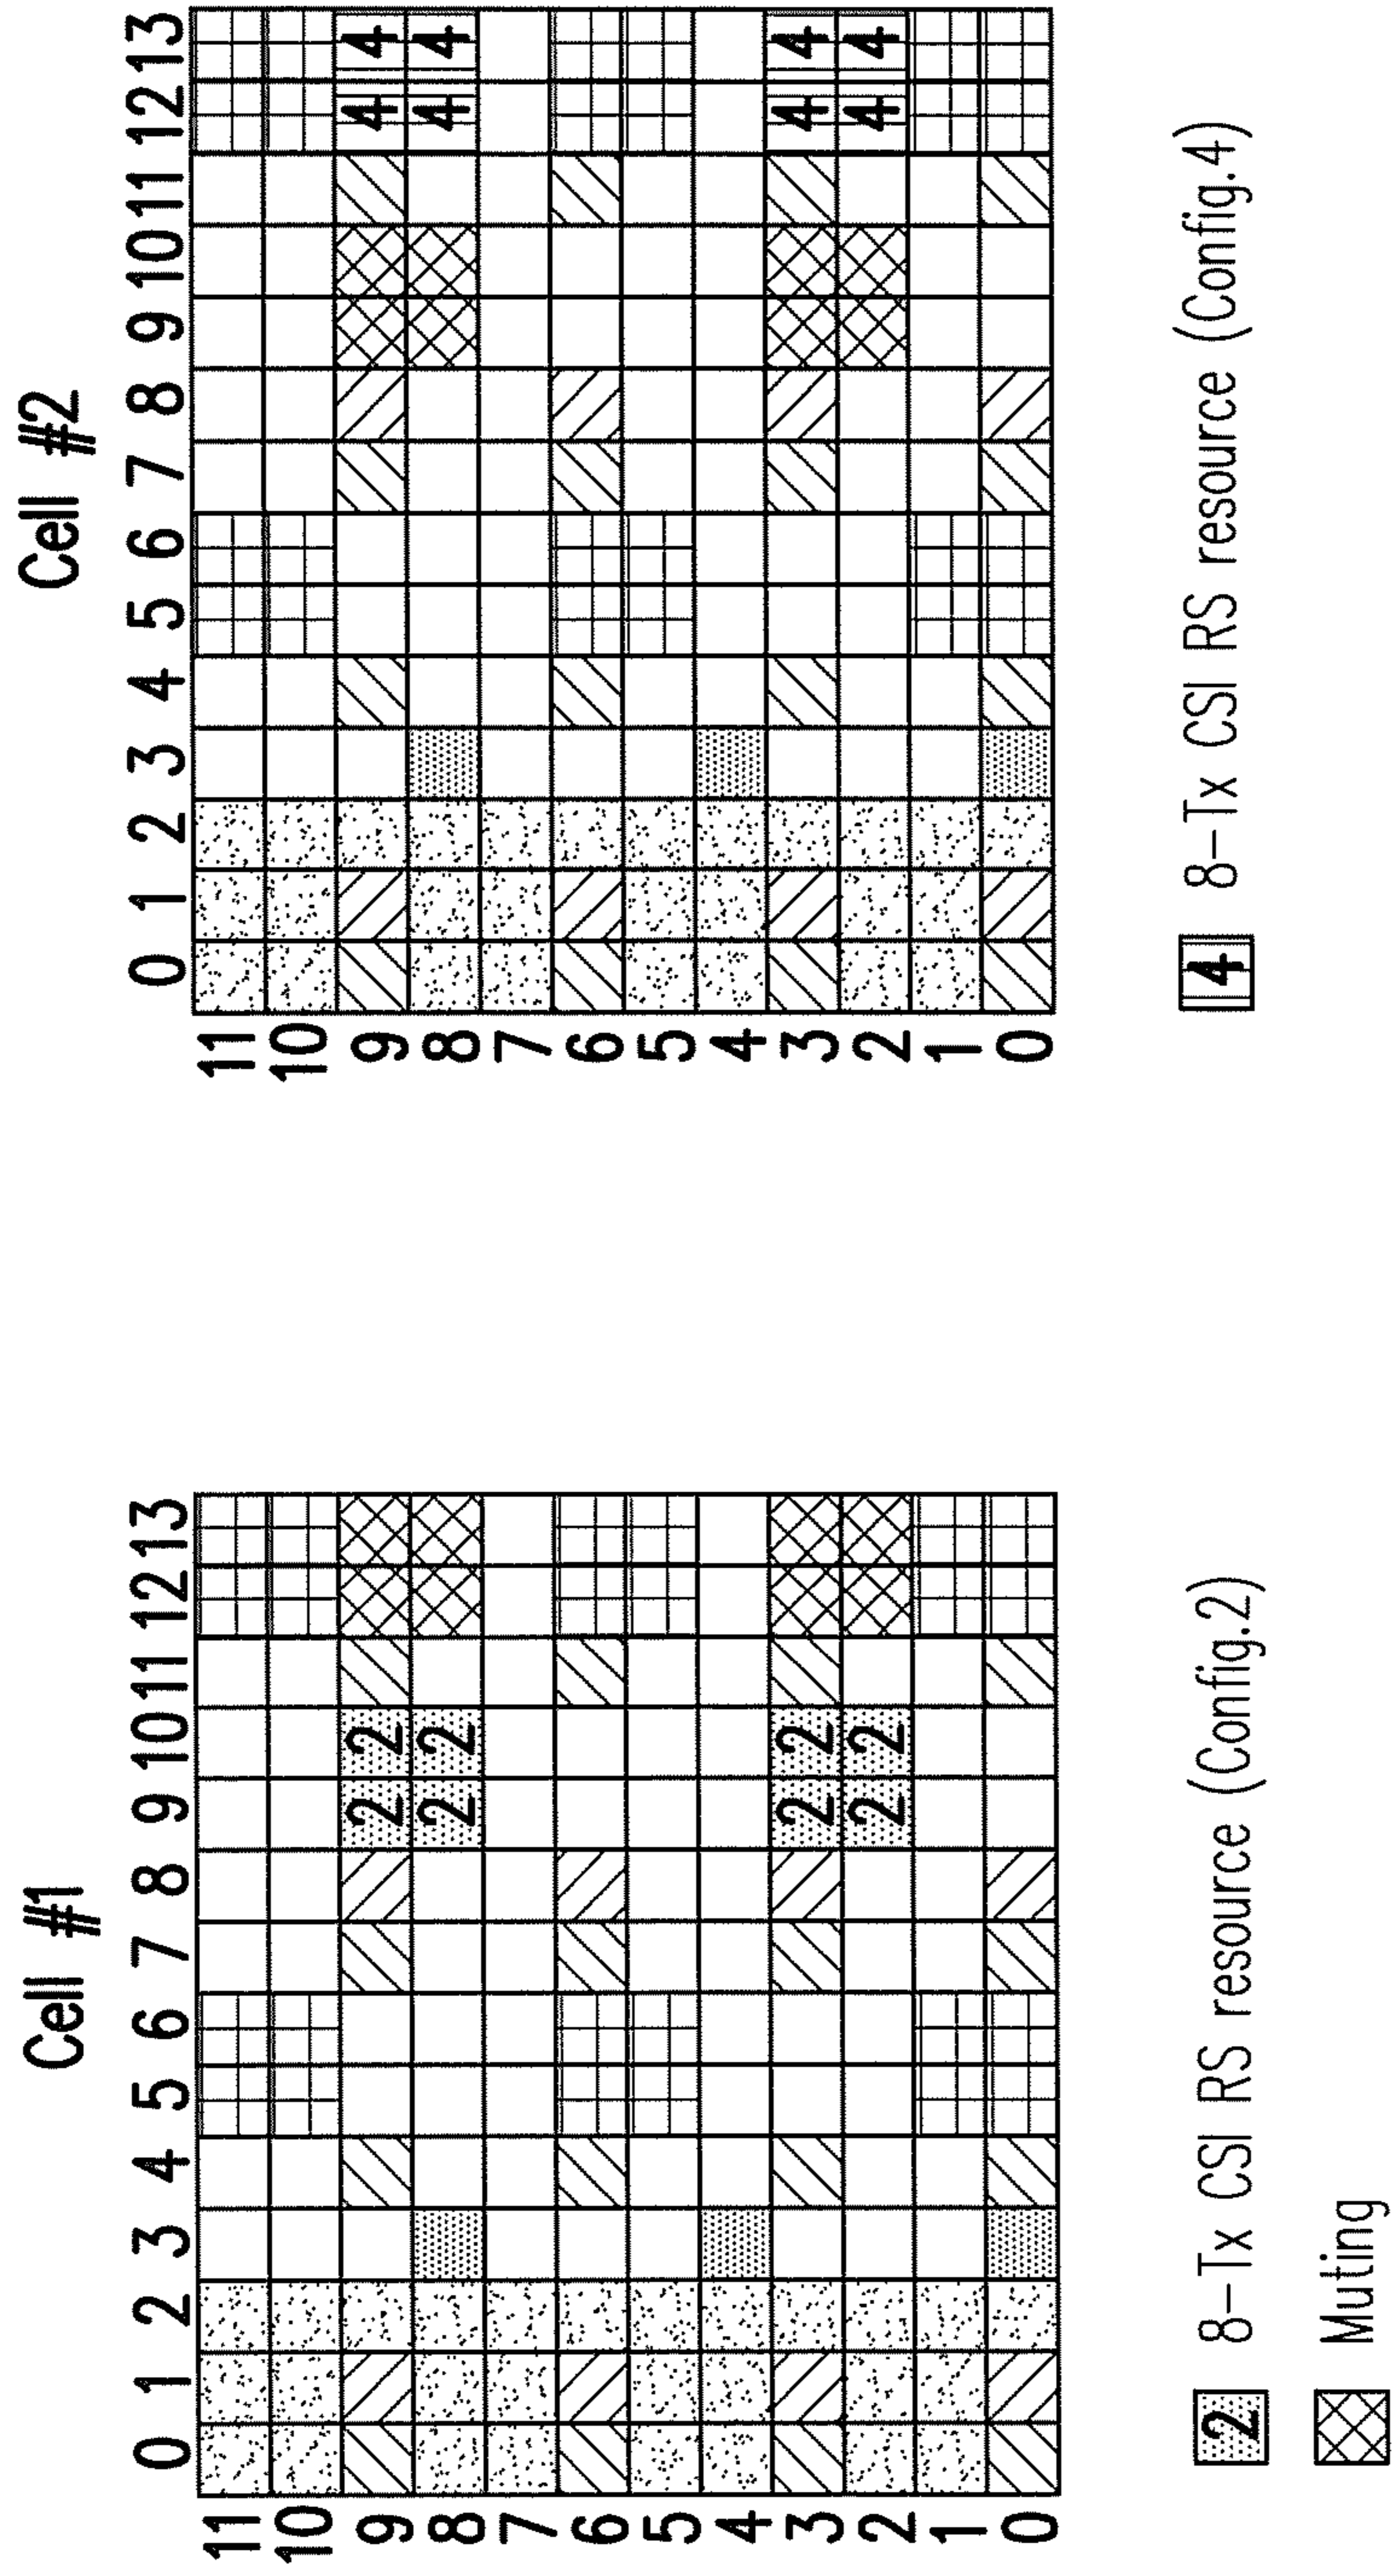 Cell #1
0 1 2 3 4 5 6 7 8 9 10 11 12 13
11
10
9 2 2
8 2 2
7
6
5
4
3 2 2
2 2 2
1
0
2 8-Tx CSI RS resource (Config.2)
Muting
Cell #2
0 1 2 3 4 5 6 7 8 9 10 11 12 13
11
10
9 4 4
8 4 4
7
6
5
4
3 4 4
2 4 4
1
0
4 8-Tx CSI RS resource (Config.4)